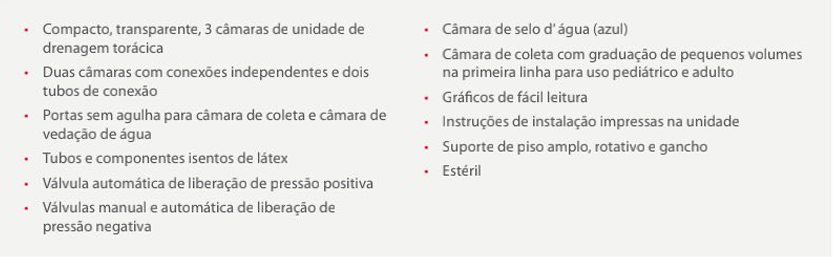 • Compacto, transparente, 3 câmaras de unidade de
drenagem torácica
• Duas câmaras com conexões independentes e dois
tubos de conexão
• Portas sem agulha para câmara de coleta e câmara de
vedação de água
• Tubos e componentes isentos de látex
• Válvula automática de liberação de pressão positiva
• Válvulas manual e automática de liberação de
pressão negativa
• Câmara de selo d' água (azul)
• Câmara de coleta com graduação de pequenos volumes
na primeira linha para uso pediátrico e adulto
• Gráficos de fácil leitura
• Instruções de instalação impressas na unidade
• Suporte de piso amplo, rotativo e gancho
• Estéril